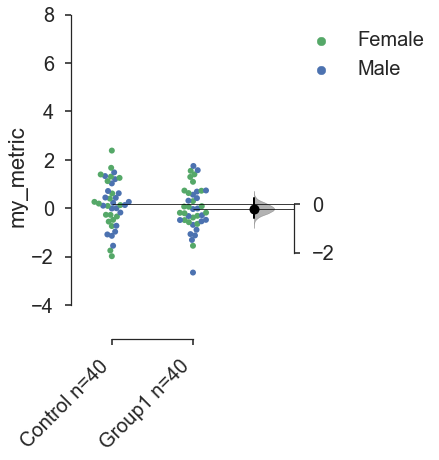 8
6
4
2
0
−2
−4
my_metric
Female
Male
0
−2
Control n=40
Group1 n=40